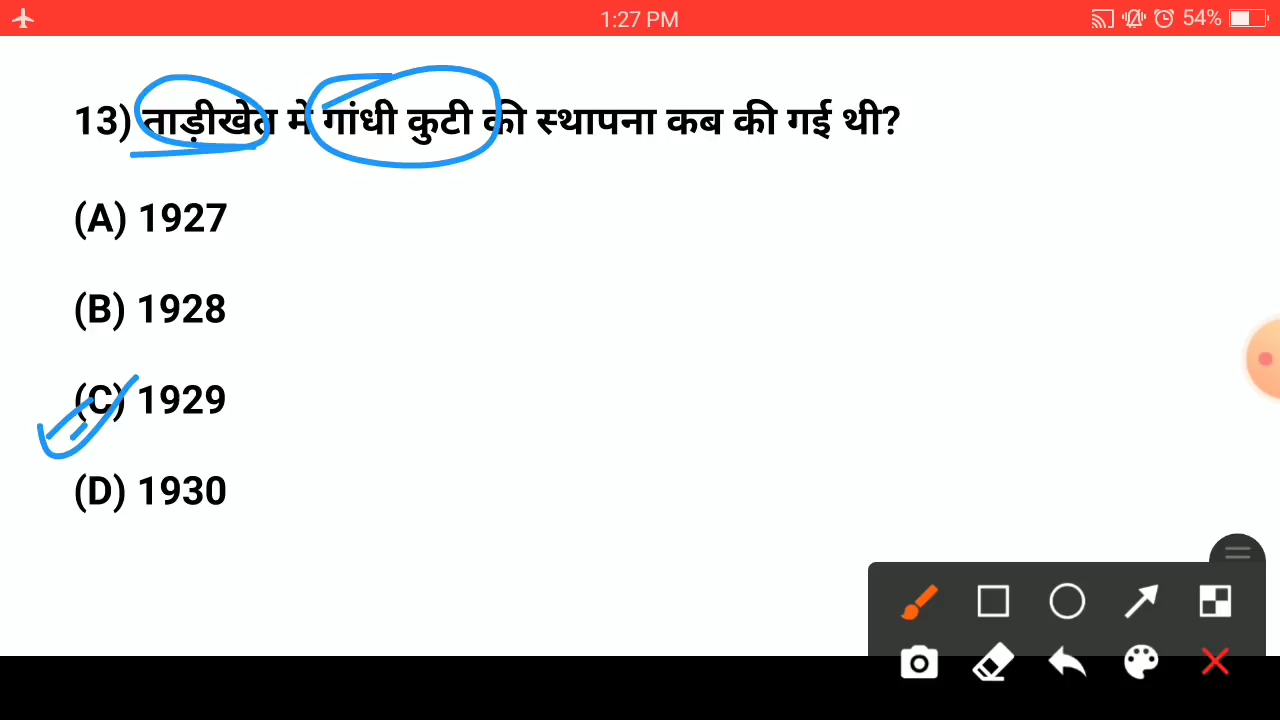 1:27 PM
54%
13) ताड़ीखेत मे गांधी कुटी की स्थापना कब की गई थी?
(A) 1927
(B) 1928
(C) 1929
(D) 1930